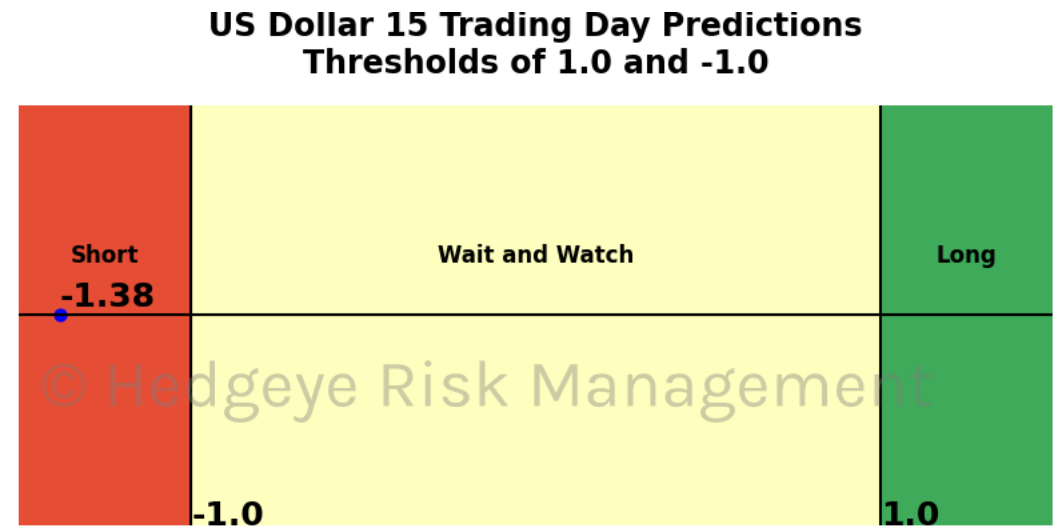 US Dollar 15 Trading Day Predictions
Thresholds of 1.0 and -1.0
Short
Wait and Watch
Long
-1.38
© Hedgeye Risk Management
-1.0
1.0